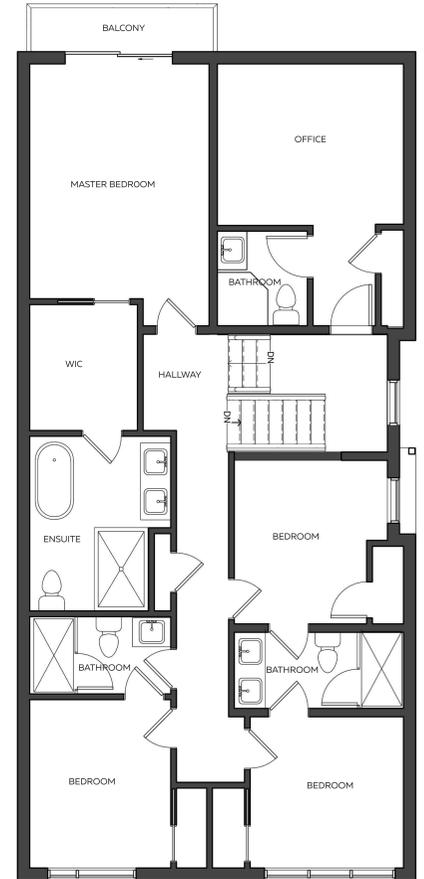 BALCONY
OFFICE
MASTER BEDROOM
BATHROOM
WIC
HALLWAY
DN
DN
BEDROOM
ENSUITE
BATHROOM
BATHROOM
BEDROOM
BEDROOM